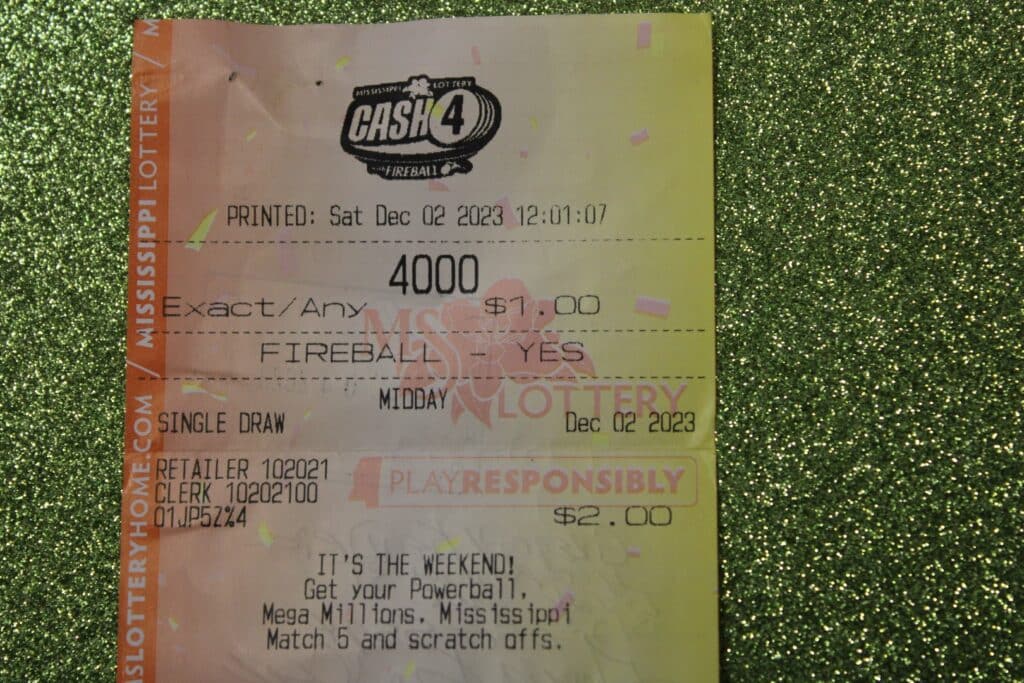 MISSISSIPPI LOTTERY
CASH 4
FIREBALL
PRINTED: Sat Dec 02 2023 12:01:07
4000
Exact/Any $1.00
FIREBALL - YES
MIDDAY
SINGLE DRAW Dec 02 2023
MS LOTTERY
RETAILER 102021
CLERK 10202100
01JP5Z%4 $2.00
PLAYRESPONSIBLY
IT'S THE WEEKEND!
Get your Powerball,
Mega Millions, Mississippi
Match 5 and scratch offs.
MSLOTTERYHOME.COM / MISSISSIPPI LOTTERY / M